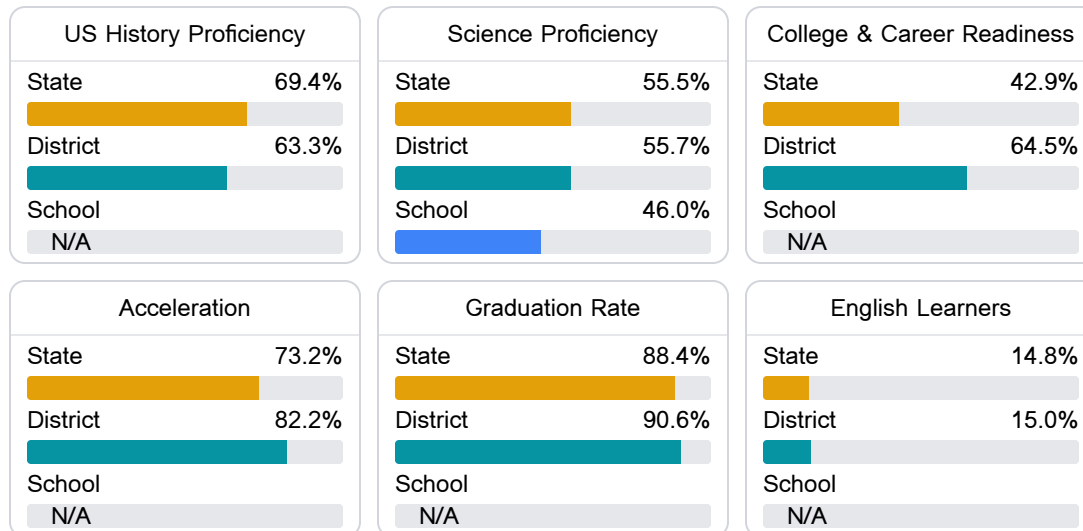 US History Proficiency
State 69.4%
District 63.3%
School
N/A
Science Proficiency
State 55.5%
District 55.7%
School 46.0%
College & Career Readiness
State 42.9%
District 64.5%
School
N/A
Acceleration
State 73.2%
District 82.2%
School
N/A
Graduation Rate
State 88.4%
District 90.6%
School
N/A
English Learners
State 14.8%
District 15.0%
School
N/A